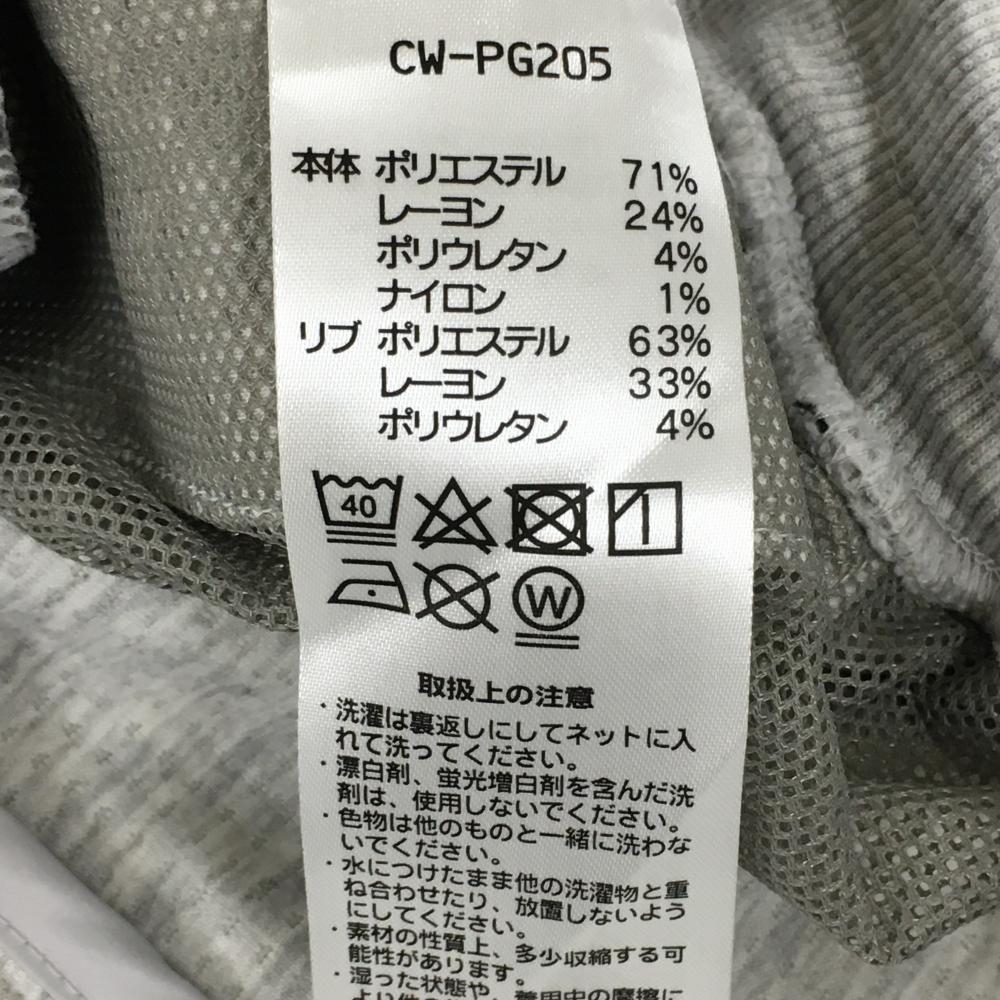 CW-PG205
本体 ポリエステル 71%
レーヨン 24%
ポリウレタン 4%
ナイロン 1%
リブ ポリエステル 63%
レーヨン 33%
ポリウレタン 4%
40
W
取扱上の注意
・洗濯は裏返しにしてネットに入
れて洗ってください。
・漂白剤、蛍光増白剤を含んだ洗
剤は、使用しないでください。
・色物は他のものと一緒に洗わな
いでください。
・水につけたまま他の洗濯物と重
ね合わせたり、放置しないよう
にしてください。
・素材の性質上、多少収縮する可
能性があります。
・湿った状態や、着用中の摩擦に